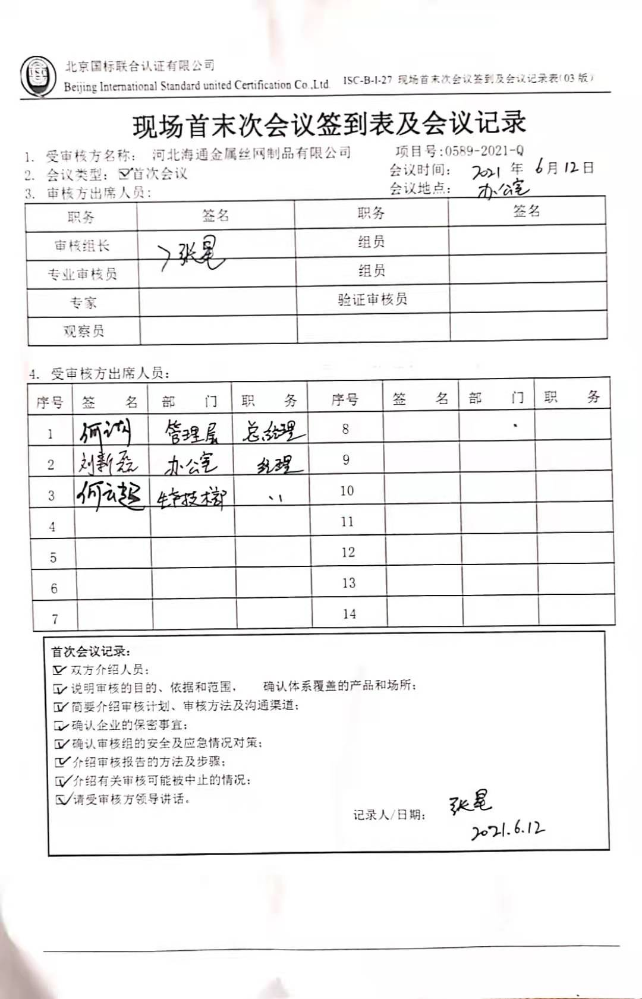 ISC
北京国标联合认证有限公司
Beijing International Standard united Certification Co.,Ltd.
ISC-B-I-27 现场首末次会议签到及会议记录表(03版)
现场首末次会议签到表及会议记录
1. 受审核方名称: 河北海通金属丝网制品有限公司 项目号:0589-2021-Q
2. 会议类型: ☑首次会议 会议时间: 2021 年 6月12日
3. 审核方出席人员: 会议地点: 办公室
职务 签名 职务 签名
审核组长 张星 组员
专业审核员 组员
专家 验证审核员
观察员
4. 受审核方出席人员:
序号 签 名 部 门 职 务 序号 签 名 部 门 职 务
1 何 管理层 总经理 8
2 刘新磊 办公室 经理 9
3 何云超 生产技术部 〃 10
4 11
5 12
6 13
7 14
首次会议记录:
☑双方介绍人员;
☑说明审核的目的、依据和范围, 确认体系覆盖的产品和场所;
☑简要介绍审核计划、审核方法及沟通渠道;
☑确认企业的保密事宜;
☑确认审核组的安全及应急情况对策;
☑介绍审核报告的方法及步骤;
☑介绍有关审核可能被中止的情况;
☑请受审核方领导讲话。
记录人/日期: 张星
2021.6.12